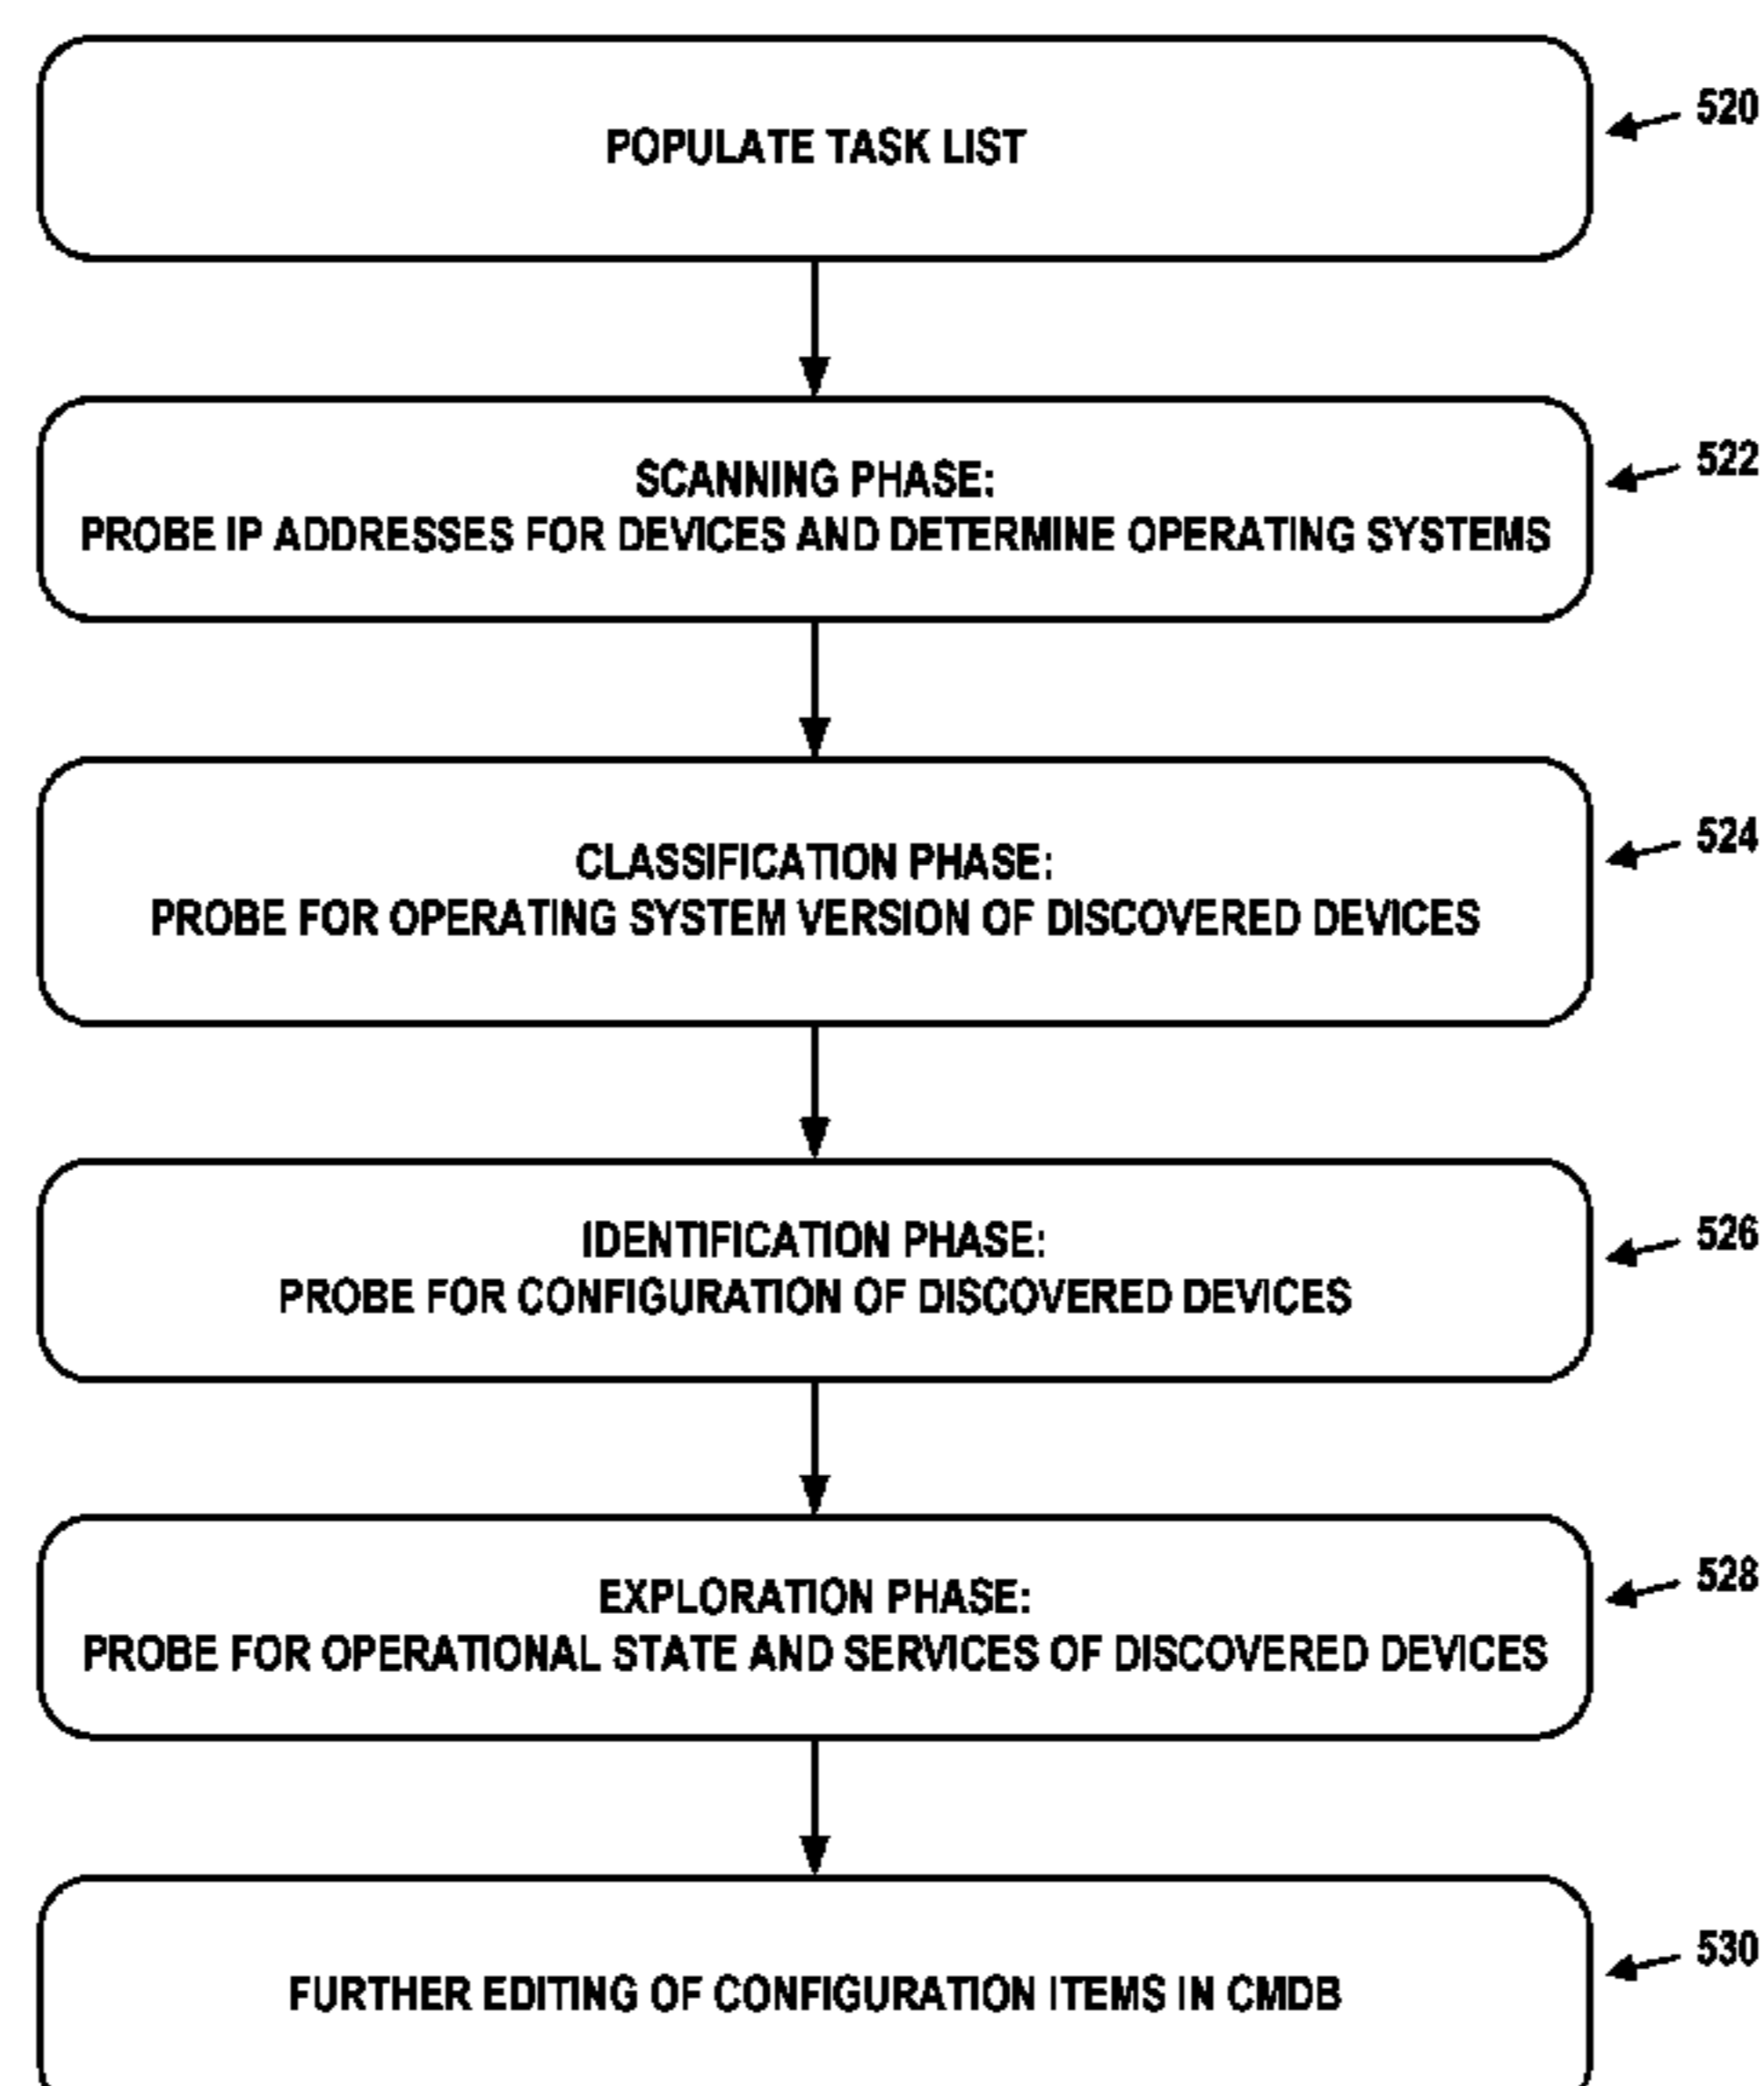 POPULATE TASK LIST
520
SCANNING PHASE:
PROBE IP ADDRESSES FOR DEVICES AND DETERMINE OPERATING SYSTEMS
522
CLASSIFICATION PHASE:
PROBE FOR OPERATING SYSTEM VERSION OF DISCOVERED DEVICES
524
IDENTIFICATION PHASE:
PROBE FOR CONFIGURATION OF DISCOVERED DEVICES
526
EXPLORATION PHASE:
PROBE FOR OPERATIONAL STATE AND SERVICES OF DISCOVERED DEVICES
528
FURTHER EDITING OF CONFIGURATION ITEMS IN CMDB
530